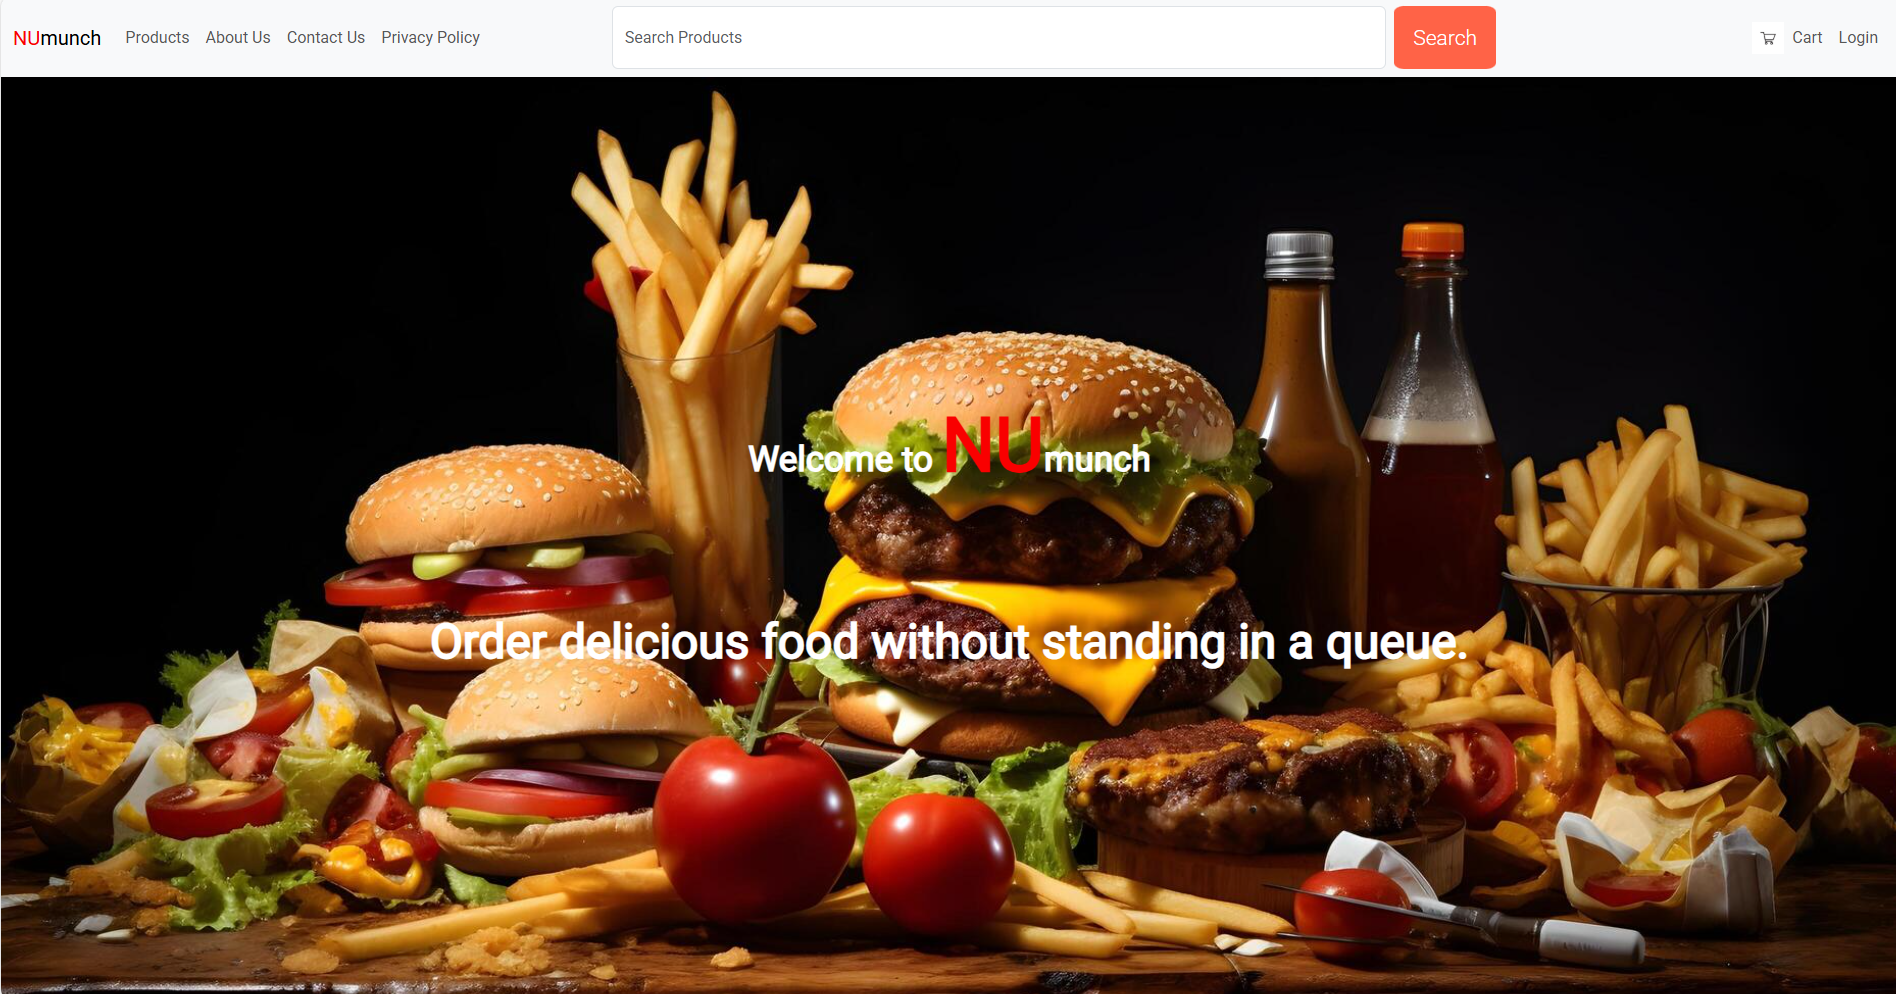 NUmunch Products About Us Contact Us Privacy Policy Search Products Search Cart Login
Welcome to NUmunch
Order delicious food without standing in a queue.